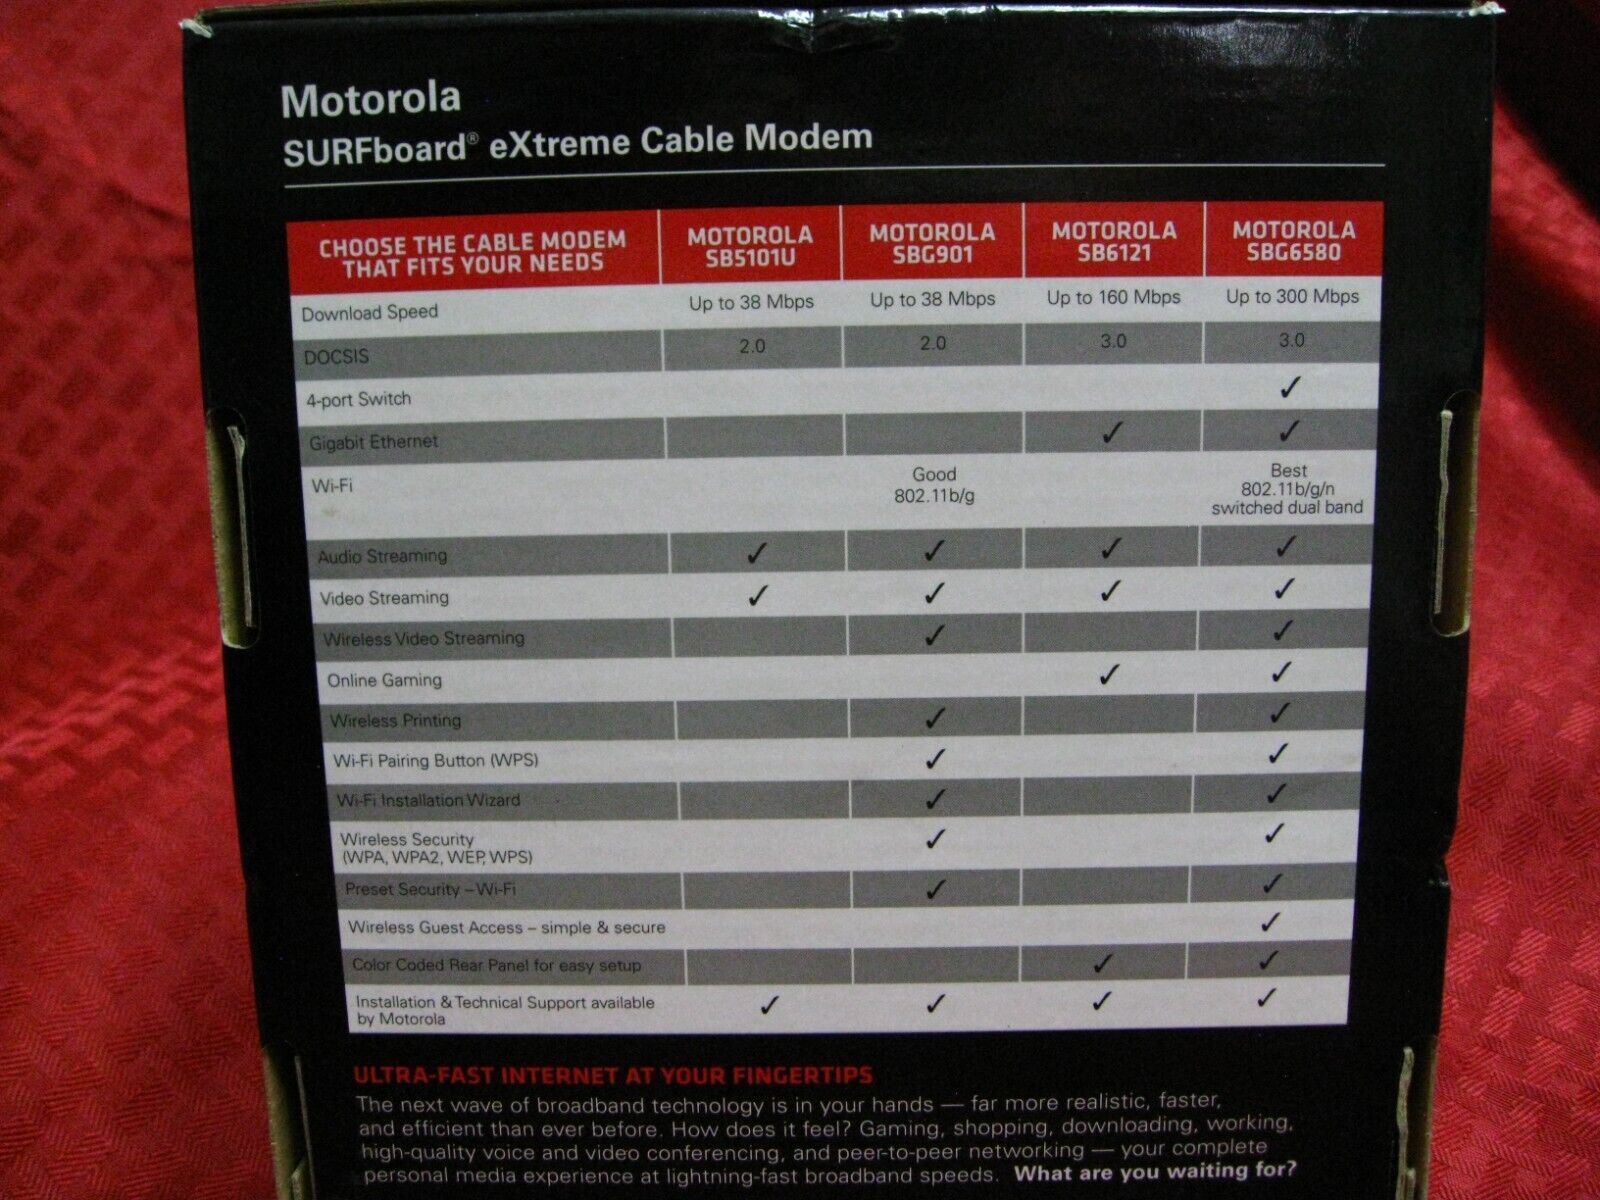 Motorola
SURFboard® eXtreme Cable Modem
CHOOSE THE CABLE MODEM
THAT FITS YOUR NEEDS
MOTOROLA
SB5101U
MOTOROLA
SBG901
MOTOROLA
SB6121
MOTOROLA
SBG6580
Download Speed Up to 38 Mbps Up to 38 Mbps Up to 160 Mbps Up to 300 Mbps
DOCSIS 2.0 2.0 3.0 3.0
4-port Switch ✓
Gigabit Ethernet ✓ ✓
Wi-Fi
Good
802.11b/g
Best
802.11b/g/n
switched dual band
Audio Streaming ✓ ✓ ✓ ✓
Video Streaming ✓ ✓ ✓ ✓
Wireless Video Streaming ✓ ✓
Online Gaming ✓ ✓
Wireless Printing ✓ ✓
Wi-Fi Pairing Button (WPS) ✓ ✓
Wi-Fi Installation Wizard ✓ ✓
Wireless Security
(WPA, WPA2, WEP, WPS) ✓ ✓
Preset Security – Wi-Fi ✓ ✓
Wireless Guest Access – simple & secure ✓
Color Coded Rear Panel for easy setup ✓ ✓
Installation & Technical Support available
by Motorola ✓ ✓ ✓ ✓
ULTRA-FAST INTERNET AT YOUR FINGERTIPS
The next wave of broadband technology is in your hands — far more realistic, faster,
and efficient than ever before. How does it feel? Gaming, shopping, downloading, working,
high-quality voice and video conferencing, and peer-to-peer networking — your complete
personal media experience at lightning-fast broadband speeds. What are you waiting for?